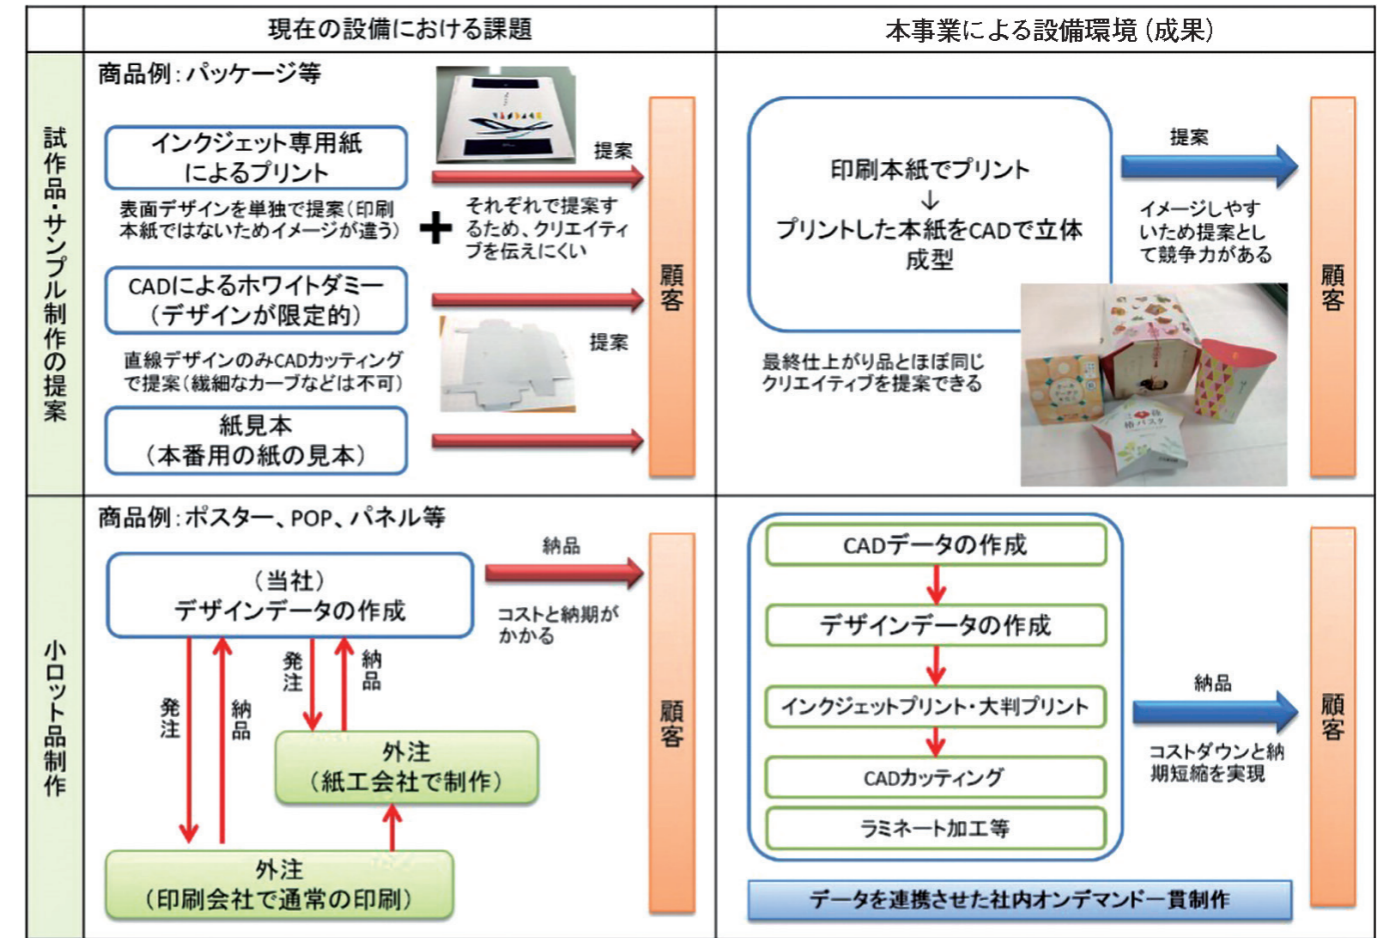 現在の設備における課題
本事業による設備環境（成果）
試作品・サンプル制作の提案
商品例：パッケージ等
インクジェット専用紙
によるプリント
表面デザインを単独で提案（印刷
本紙ではないためイメージが違う）
CADによるホワイトダミー
（デザインが限定的）
直線デザインのみCADカッティング
で提案（繊細なカーブなどは不可）
紙見本
（本番用の紙の見本）
提案
＋
それぞれで提案す
るため、クリエイティ
ブを伝えにくい
提案
顧客
印刷本紙でプリント
↓
プリントした本紙をCADで立体
成型
最終仕上がり品とほぼ同じ
クリエイティブを提案できる
提案
イメージしやす
いため提案とし
て競争力がある
顧客
小ロット品制作
商品例：ポスター、POP、パネル等
（当社）
デザインデータの作成
発注
納品
発注
納品
外注
（紙工会社で制作）
外注
（印刷会社で通常の印刷）
納品
コストと納期が
かかる
顧客
CADデータの作成
デザインデータの作成
インクジェットプリント・大判プリント
CADカッティング
ラミネート加工等
納品
コストダウンと納
期短縮を実現
顧客
データを連携させた社内オンデマンド一貫制作